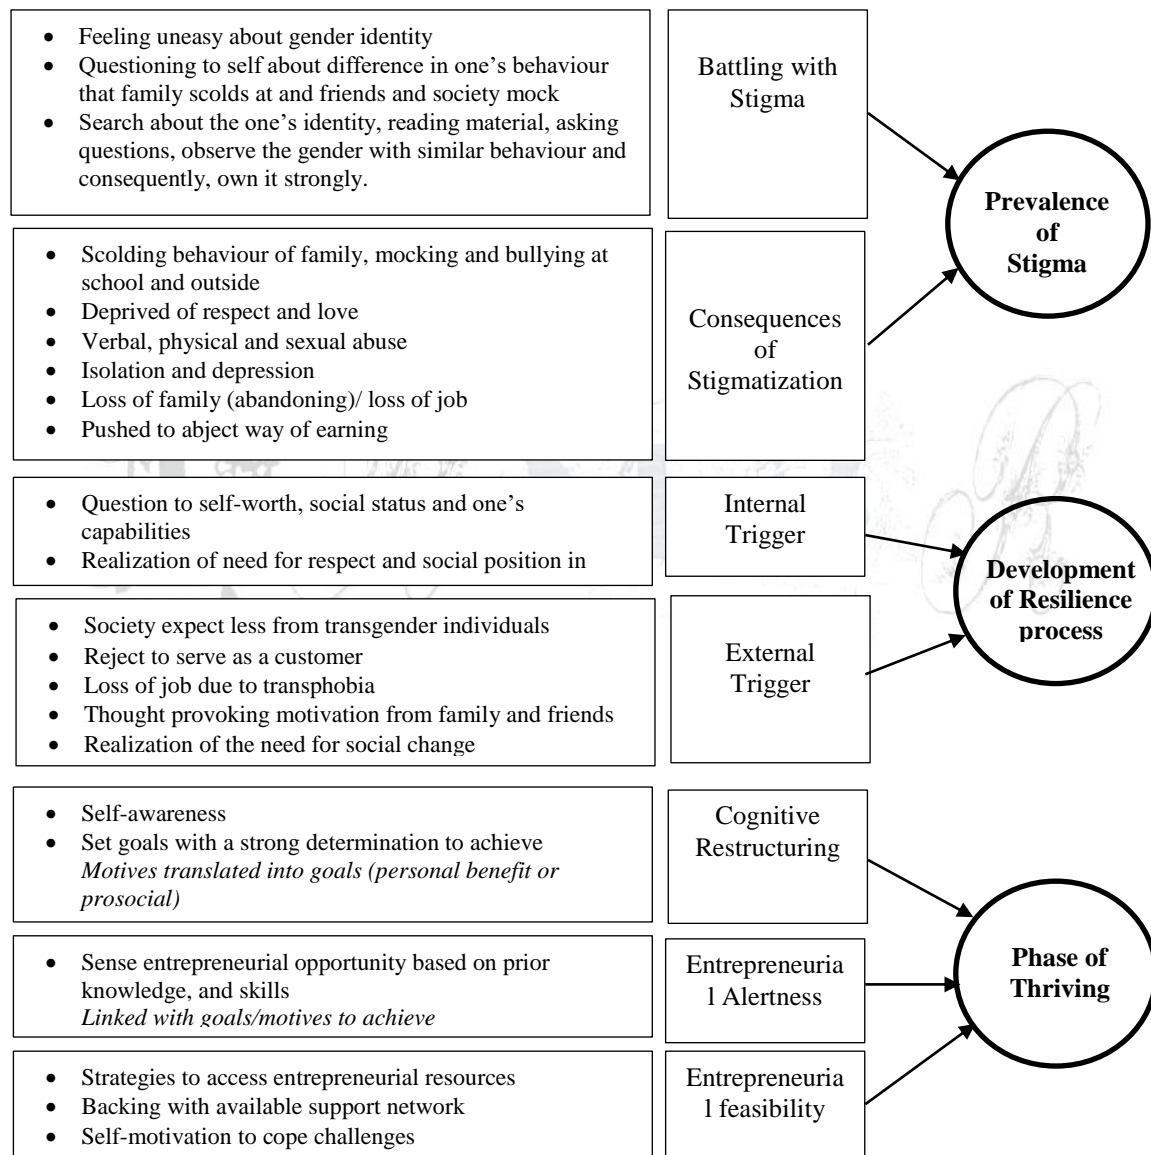 • Feeling uneasy about gender identity
• Questioning to self about difference in one’s behaviour
that family scolds at and friends and society mock
• Search about the one’s identity, reading material, asking
questions, observe the gender with similar behaviour and
consequently, own it strongly.
Battling with
Stigma
Prevalence
of
Stigma
• Scolding behaviour of family, mocking and bullying at
school and outside
• Deprived of respect and love
• Verbal, physical and sexual abuse
• Isolation and depression
• Loss of family (abandoning)/ loss of job
• Pushed to abject way of earning
Consequences
of
Stigmatization
• Question to self-worth, social status and one’s
capabilities
• Realization of need for respect and social position in
Internal
Trigger
Development
of Resilience
process
• Society expect less from transgender individuals
• Reject to serve as a customer
• Loss of job due to transphobia
• Thought provoking motivation from family and friends
• Realization of the need for social change
External
Trigger
• Self-awareness
• Set goals with a strong determination to achieve
Motives translated into goals (personal benefit or
prosocial)
Cognitive
Restructuring
Phase of
Thriving
• Sense entrepreneurial opportunity based on prior
knowledge, and skills
Linked with goals/motives to achieve
Entrepreneuria
l Alertness
• Strategies to access entrepreneurial resources
• Backing with available support network
• Self-motivation to cope challenges
Entrepreneuria
l feasibility